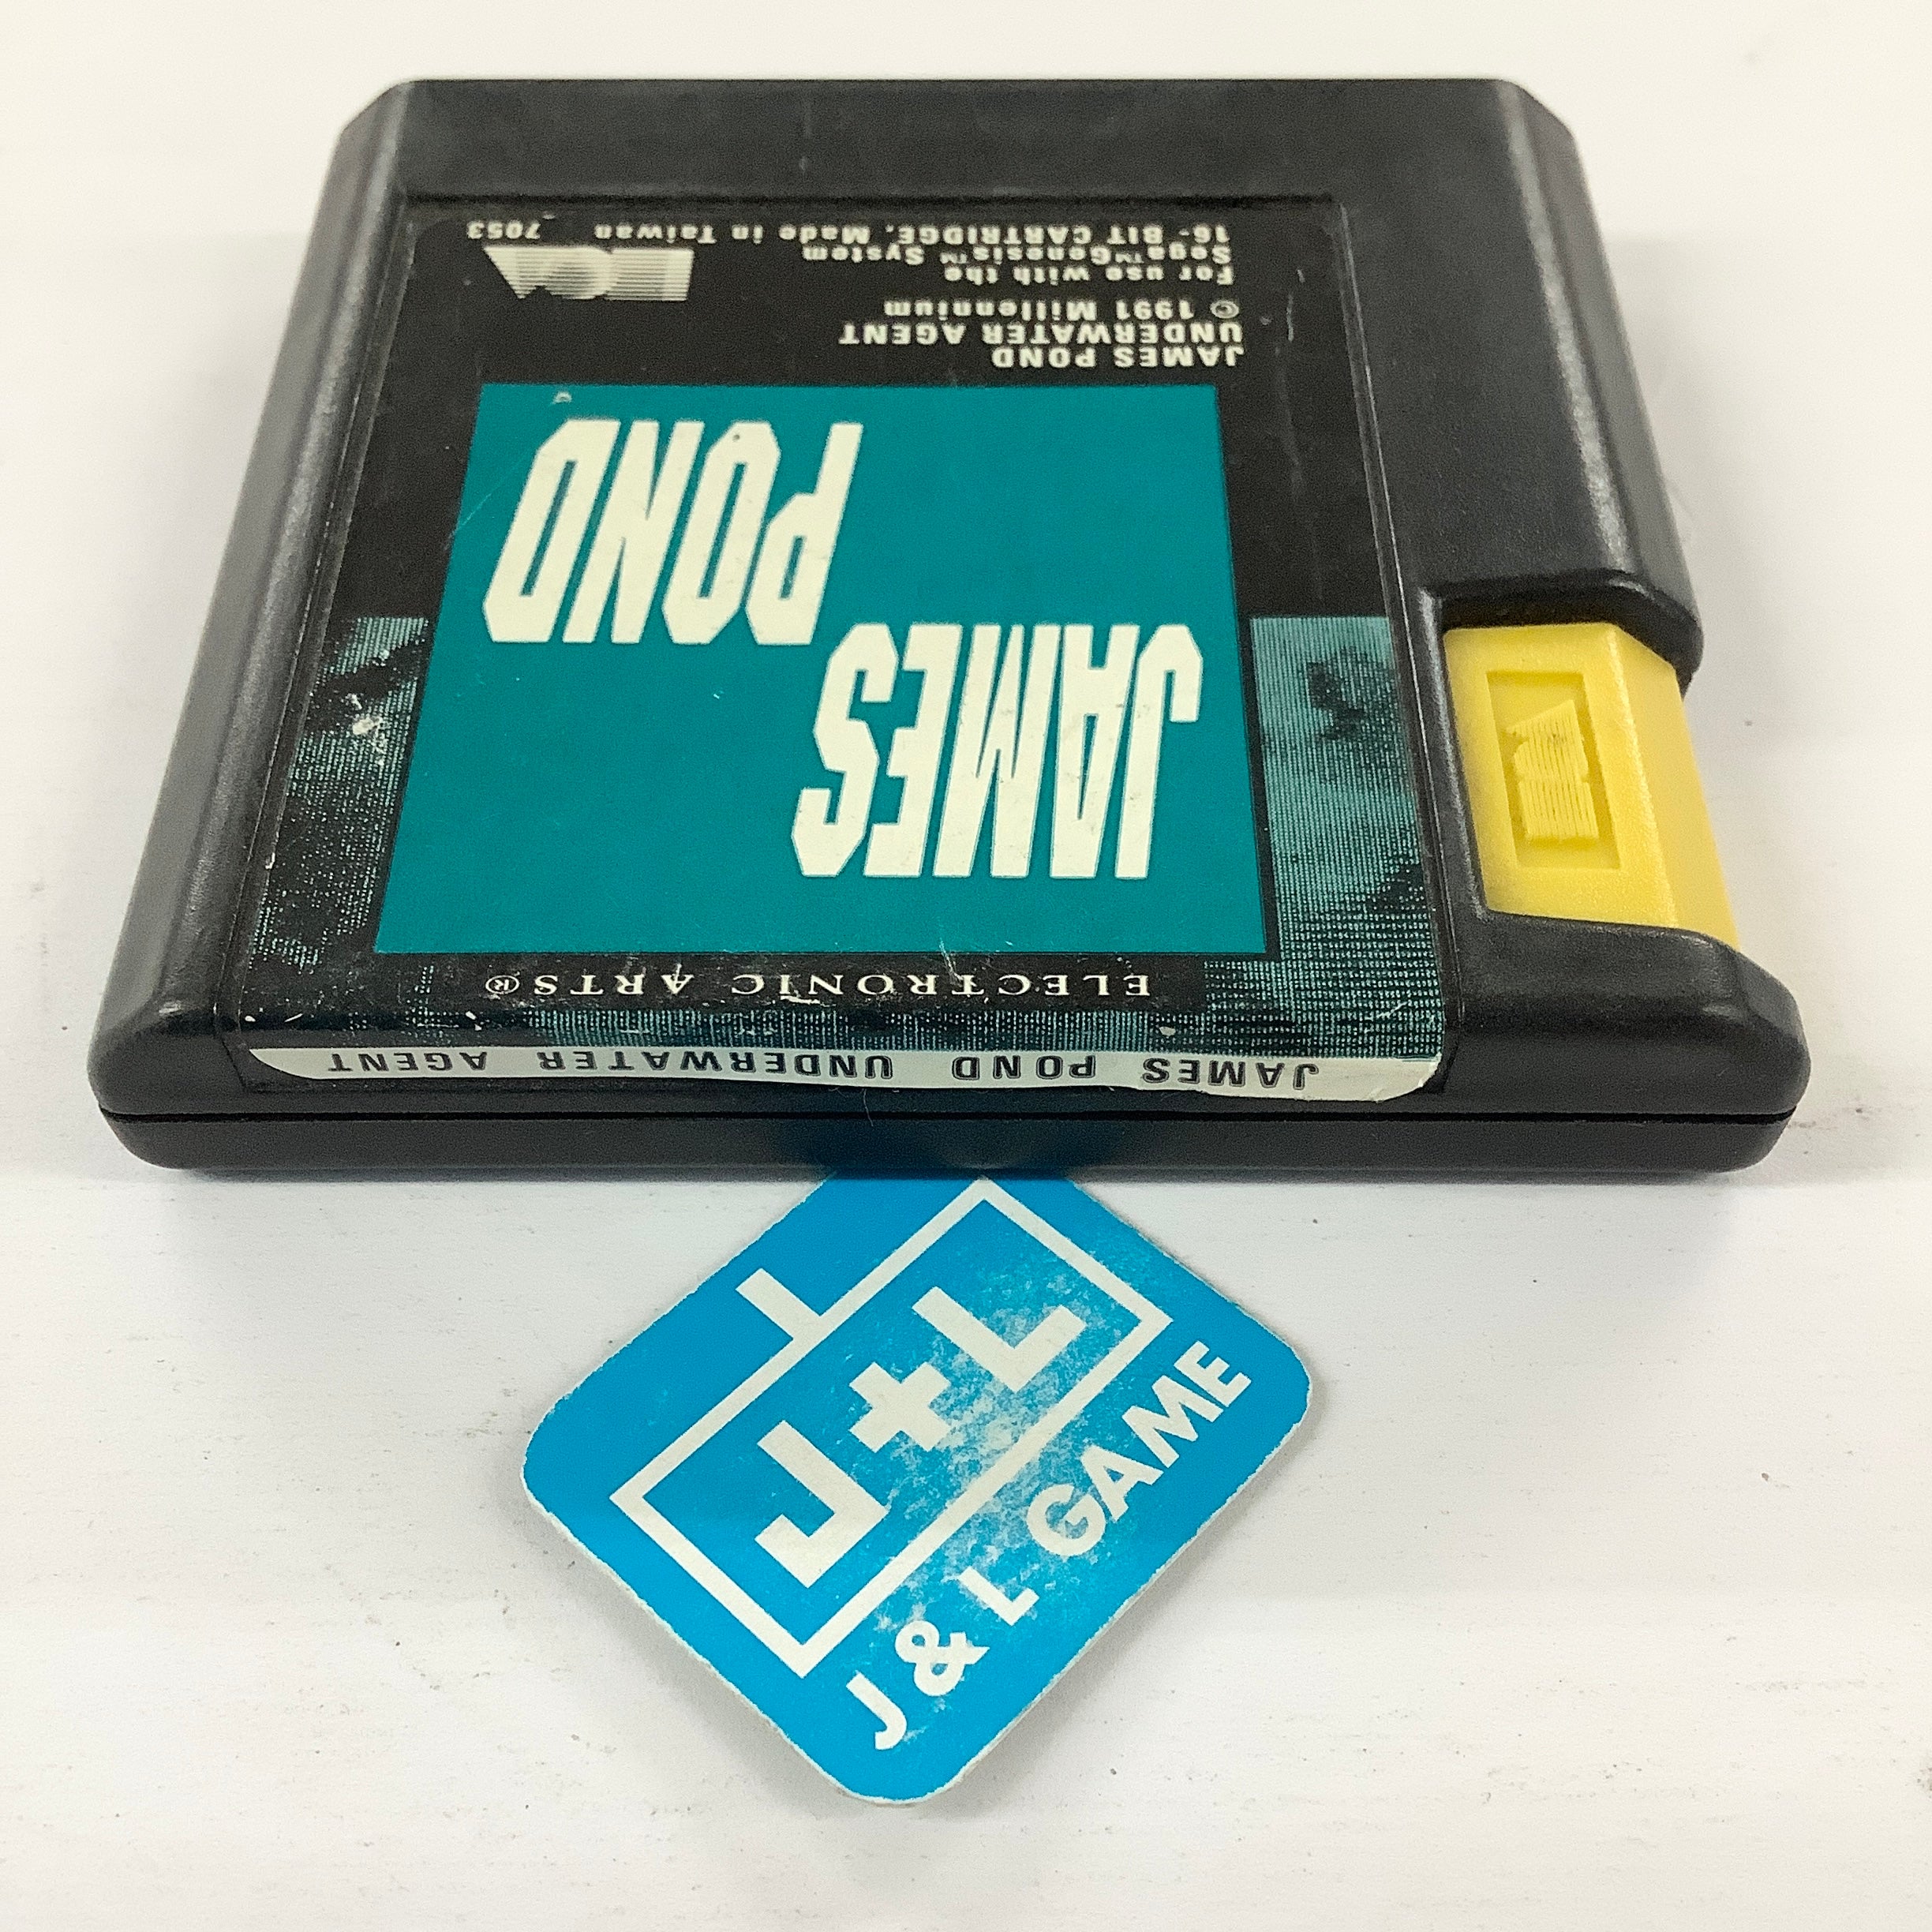 JAMES POND UNDERWATER AGENT
ELECTRONIC ARTS®
JAMES
POND
JAMES POND
UNDERWATER AGENT
© 1991 Millennium
For use with the
Sega™Genesis™ System
16-BIT CARTRIDGE. Made in Taiwan 7053
EA
J+L
J & L GAME